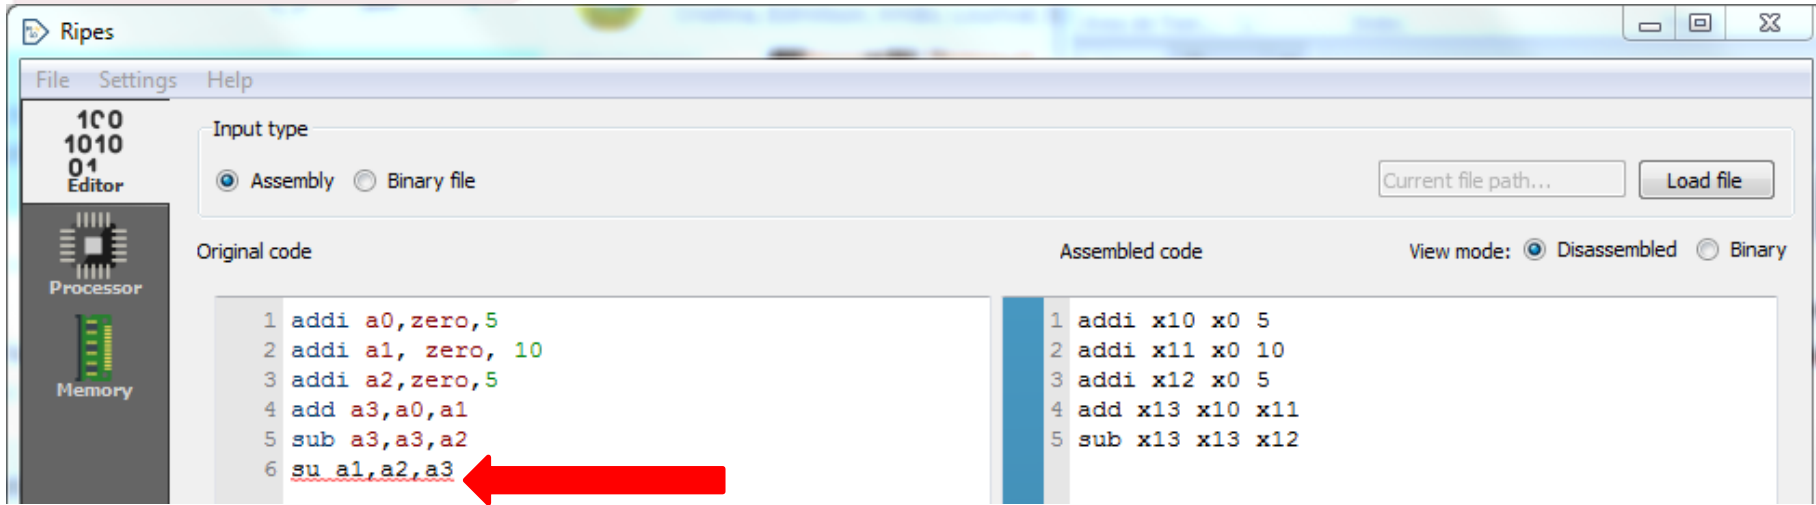 Ripes
File Settings Help
100
1010
01
Editor
Processor
Memory
Input type
Assembly Binary file
Current file path... Load file
Original code
Assembled code View mode: Disassembled Binary
1 addi a0,zero,5
2 addi a1, zero, 10
3 addi a2,zero,5
4 add a3,a0,a1
5 sub a3,a3,a2
6 su a1,a2,a3
1 addi x10 x0 5
2 addi x11 x0 10
3 addi x12 x0 5
4 add x13 x10 x11
5 sub x13 x13 x12